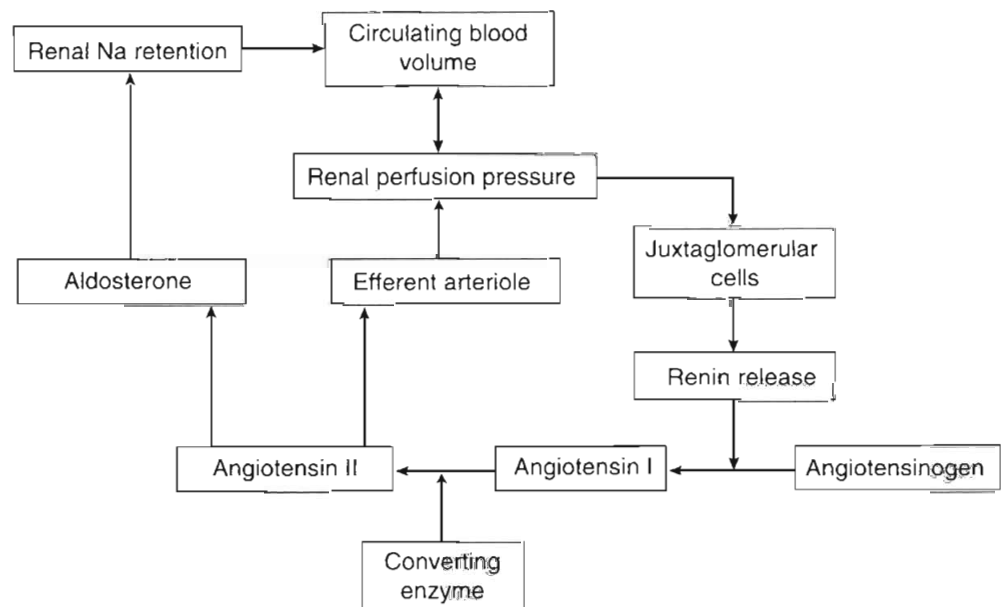 Renal Na retention
Circulating blood
volume
Renal perfusion pressure
Juxtaglomerular
cells
Aldosterone
Efferent arteriole
Renin release
Angiotensin II
Angiotensin I
Angiotensinogen
Converting
enzyme